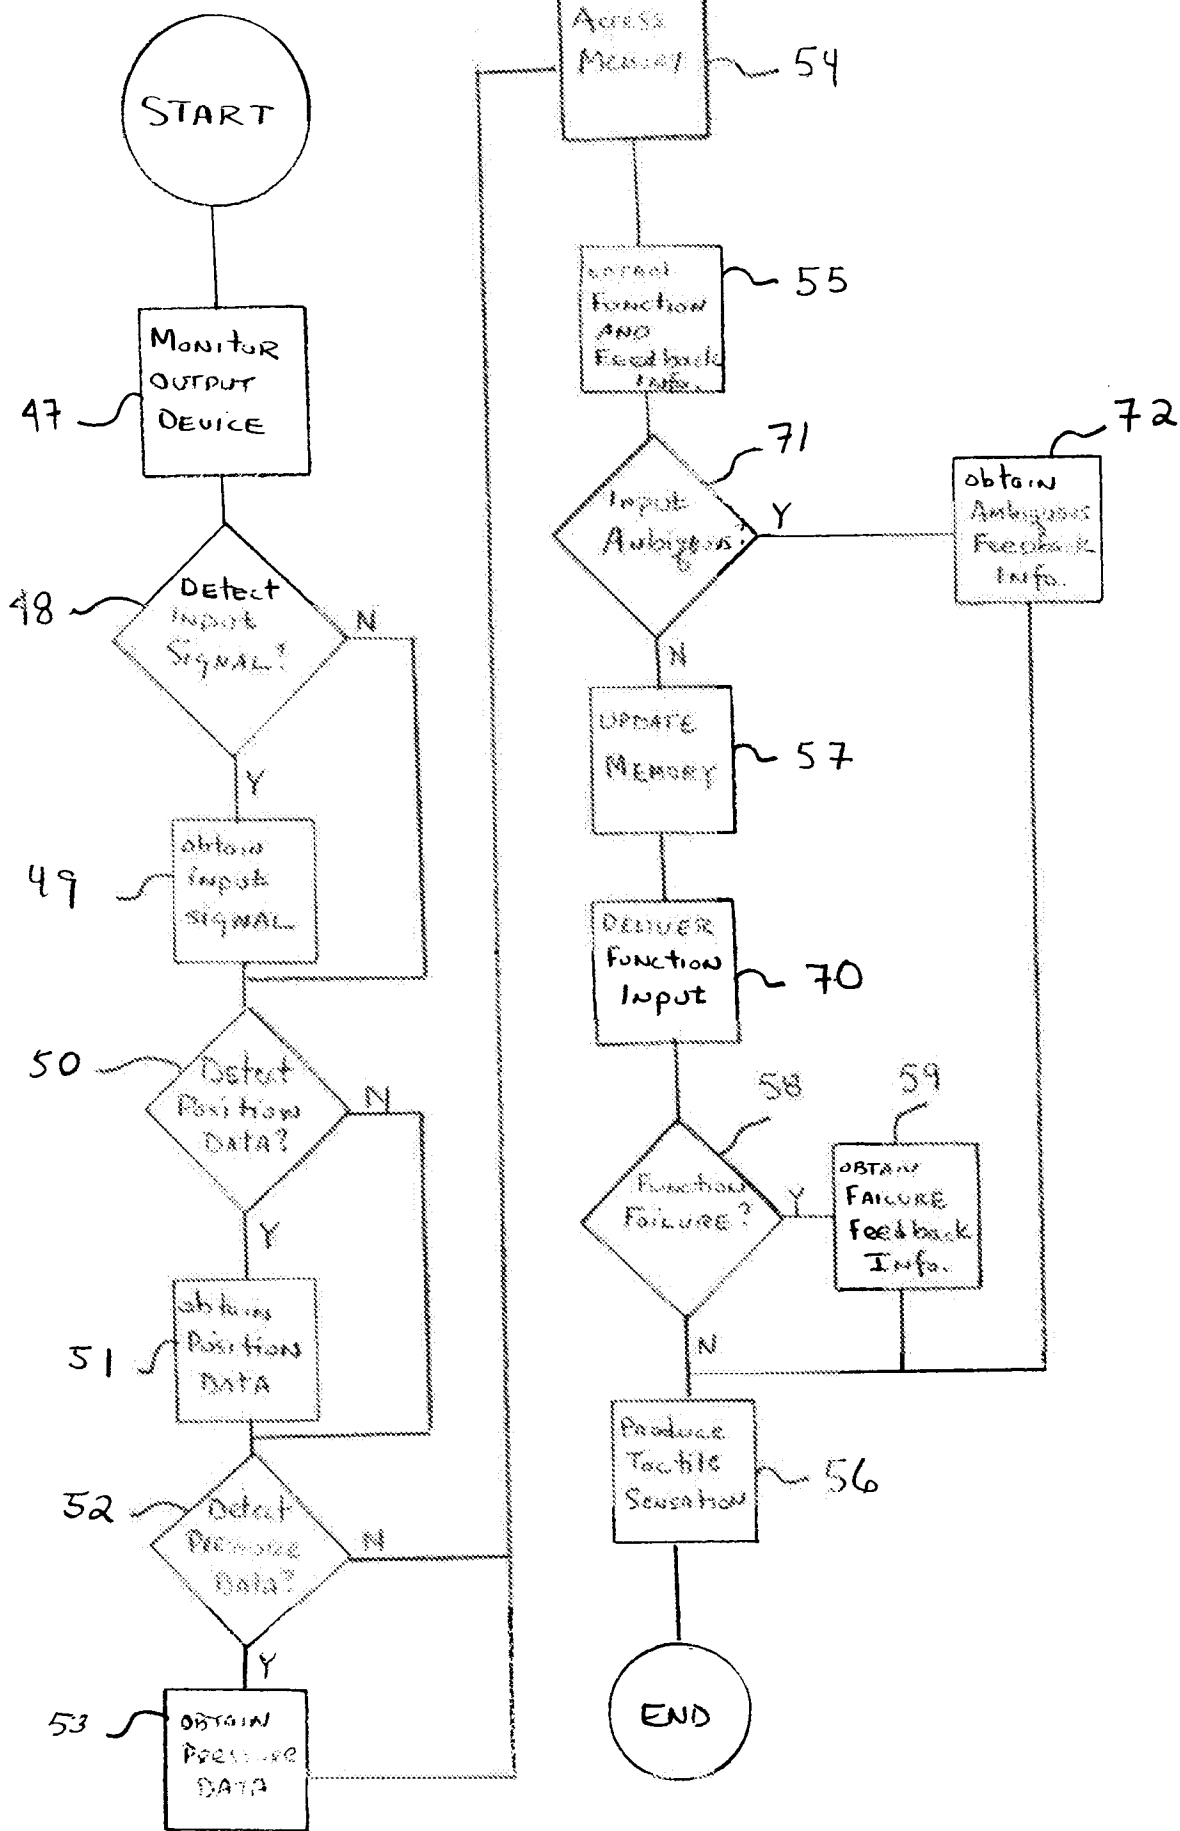 START
MONITOR
OUTPUT
DEVICE
47
Detect
INPUT
SIGNAL?
48
N
Y
obtain
input
SIGNAL
49
Detect
Position
DATA?
50
N
Y
obtain
Position
DATA
51
Detect
Pressure
DATA?
52
N
Y
OBTAIN
Pressure
DATA
53
Access
Memory
54
OBTAIN
Function
AND
Feedback
Info.
55
Input
Ambiguous?
71
Y
N
obtain
Ambiguous
Feedback
Info.
72
UPDATE
MEMORY
57
DELIVER
Function
Input
70
Function
FAILURE?
58
Y
N
OBTAIN
FAILURE
Feedback
Info.
59
Produce
Tactile
Sensation
56
END